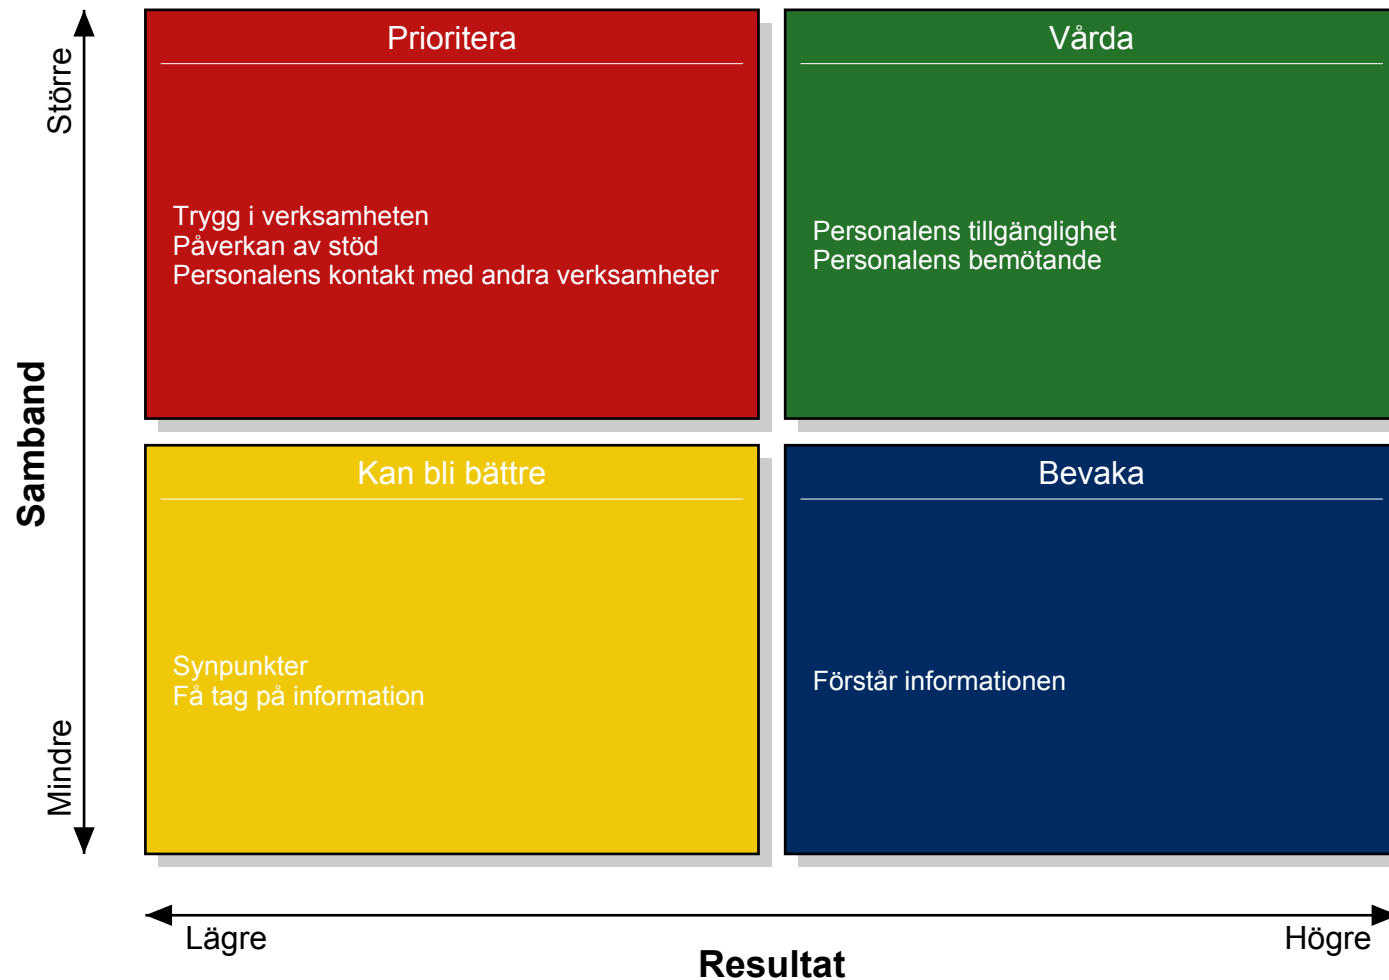 Större
Samband
Mindre
Prioritera
Trygg i verksamheten
Påverkan av stöd
Personalens kontakt med andra verksamheter
Vårda
Personalens tillgänglighet
Personalens bemötande
Kan bli bättre
Synpunkter
Få tag på information
Bevaka
Förstår informationen
Lägre
Högre
Resultat